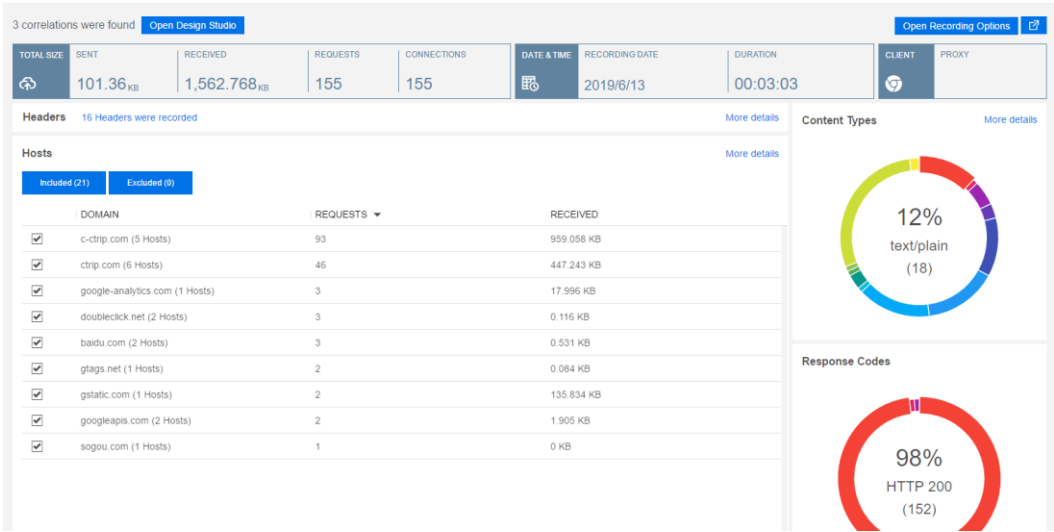 3 correlations were found Open Design Studio Open Recording Options
TOTAL SIZE SENT RECEIVED REQUESTS CONNECTIONS DATE & TIME RECORDING DATE DURATION CLIENT PROXY
101.36 KB 1,562.768 KB 155 155 2019/6/13 00:03:03
Headers 16 Headers were recorded More details
Hosts More details
Included (21) Excluded (0)
DOMAIN REQUESTS RECEIVED
c-ctrip.com (5 Hosts) 93 959.058 KB
ctrip.com (6 Hosts) 46 447.243 KB
google-analytics.com (1 Hosts) 3 17.996 KB
doubleclick.net (2 Hosts) 3 0.116 KB
baidu.com (2 Hosts) 3 0.531 KB
gtags.net (1 Hosts) 2 0.084 KB
gstatic.com (1 Hosts) 2 135.834 KB
googleapis.com (2 Hosts) 2 1.905 KB
sogou.com (1 Hosts) 1 0 KB
Content Types More details
12%
text/plain
(18)
Response Codes
98%
HTTP 200
(152)